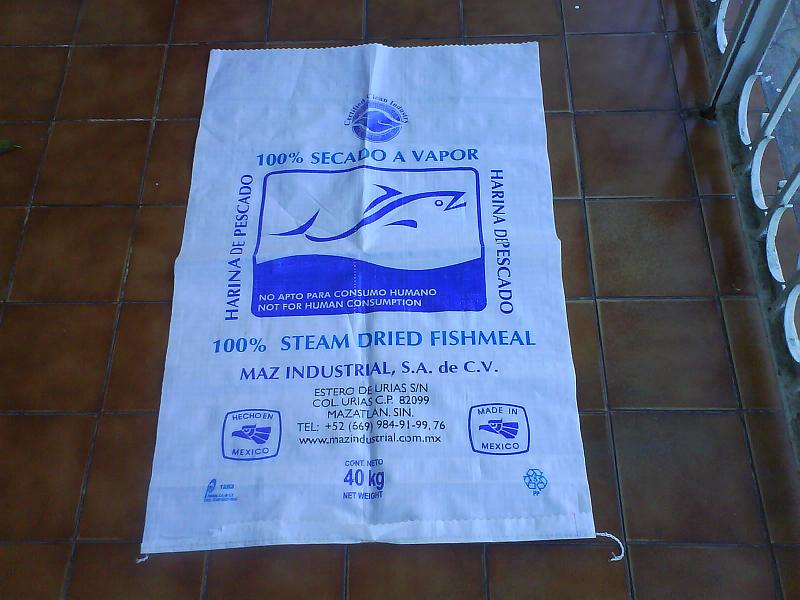 Certified Clean Industry
100% SECADO A VAPOR
HARINA DE PESCADO
HARINA DE PESCADO
NO APTO PARA CONSUMO HUMANO
NOT FOR HUMAN CONSUMPTION
100% STEAM DRIED FISHMEAL
MAZ INDUSTRIAL, S.A. de C.V.
ESTERO DE URIAS S/N
COL. URIAS C.P. 82099
MAZATLAN, SIN.
TEL: +52 (669) 984-91-99, 76
www.mazindustrial.com.mx
HECHO EN
MEXICO
MADE IN
MEXICO
CONT. NETO
40 kg
NET WEIGHT
PP